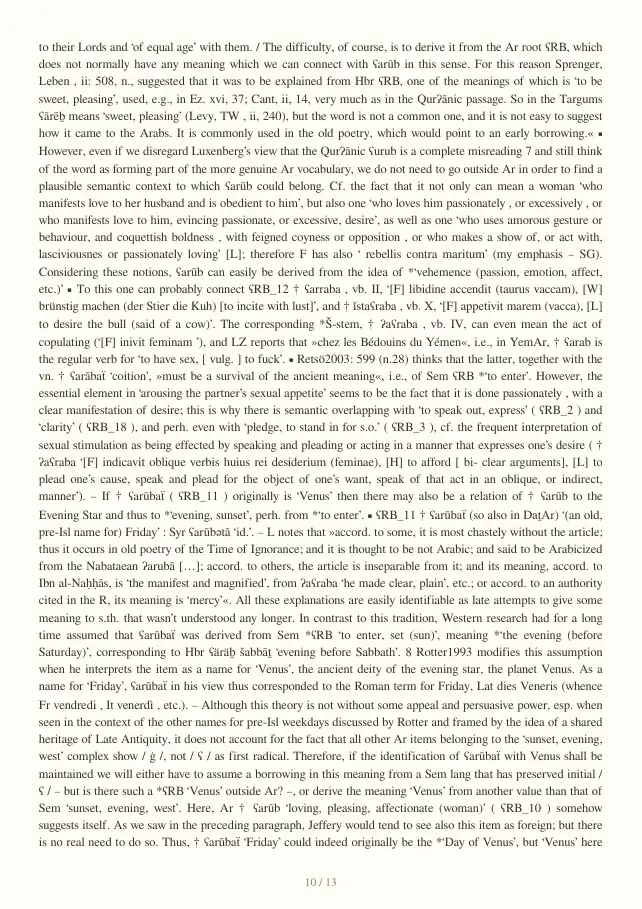 to their Lords and ‘of equal age’ with them. / The difficulty, of course, is to derive it from the Ar root ʕRB, which
does not normally have any meaning which we can connect with ʕarūb in this sense. For this reason Sprenger,
Leben , ii: 508, n., suggested that it was to be explained from Hbr ʕRB, one of the meanings of which is ‘to be
sweet, pleasing’, used, e.g., in Ez. xvi, 37; Cant, ii, 14, very much as in the Qurʔānic passage. So in the Targums
ʕārēḇ means ‘sweet, pleasing’ (Levy, TW , ii, 240), but the word is not a common one, and it is not easy to suggest
how it came to the Arabs. It is commonly used in the old poetry, which would point to an early borrowing.« ▪
However, even if we disregard Luxenberg’s view that the Qurʔānic ʕurub is a complete misreading 7 and still think
of the word as forming part of the more genuine Ar vocabulary, we do not need to go outside Ar in order to find a
plausible semantic context to which ʕarūb could belong. Cf. the fact that it not only can mean a woman ‘who
manifests love to her husband and is obedient to him’, but also one ‘who loves him passionately , or excessively , or
who manifests love to him, evincing passionate, or excessive, desire’, as well as one ‘who uses amorous gesture or
behaviour, and coquettish boldness , with feigned coyness or opposition , or who makes a show of, or act with,
lasciviousnes or passionately loving’ [L]; therefore F has also ‘ rebellis contra maritum’ (my emphasis – SG).
Considering these notions, ʕarūb can easily be derived from the idea of *‘vehemence (passion, emotion, affect,
etc.)’ ▪ To this one can probably connect ʕRB_12 † ʕarraba , vb. II, ‘[F] libidine accendit (taurus vaccam), [W]
brünstig machen (der Stier die Kuh) [to incite with lust]’, and † ĭstaʕraba , vb. X, ‘[F] appetivit marem (vacca), [L]
to desire the bull (said of a cow)’. The corresponding *Š-stem, † ʔaʕraba , vb. IV, can even mean the act of
copulating (‘[F] inivit feminam ’), and LZ reports that »chez les Bédouins du Yémen«, i.e., in YemAr, † ʕarab is
the regular verb for ‘to have sex, [ vulg. ] to fuck’. ▪ Retsö2003: 599 (n.28) thinks that the latter, together with the
vn. † ʕarābaẗ ‘coition’, »must be a survival of the ancient meaning«, i.e., of Sem ʕRB *‘to enter’. However, the
essential element in ‘arousing the partner’s sexual appetite’ seems to be the fact that it is done passionately , with a
clear manifestation of desire; this is why there is semantic overlapping with ‘to speak out, express’ ( ʕRB_2 ) and
‘clarity’ ( ʕRB_18 ), and perh. even with ‘pledge, to stand in for s.o.’ ( ʕRB_3 ), cf. the frequent interpretation of
sexual stimulation as being effected by speaking and pleading or acting in a manner that expresses one’s desire ( †
ʔaʕraba ‘[F] indicavit oblique verbis huius rei desiderium (feminae), [H] to afford [ bi- clear arguments], [L] to
plead one’s cause, speak and plead for the object of one’s want, speak of that act in an oblique, or indirect,
manner’). – If † ʕarūbaẗ ( ʕRB_11 ) originally is ‘Venus’ then there may also be a relation of † ʕarūb to the
Evening Star and thus to *‘evening, sunset’, perh. from *‘to enter’. ▪ ʕRB_11 † ʕarūbaẗ (so also in DaṯAr) ‘(an old,
pre-Isl name for) Friday’ : Syr ʕarūbətā ‘id.’. – L notes that »accord. to some, it is most chastely without the article;
thus it occurs in old poetry of the Time of Ignorance; and it is thought to be not Arabic; and said to be Arabicized
from the Nabataean ʔarubā […]; accord. to others, the article is inseparable from it; and its meaning, accord. to
Ibn al-Naḥḥās, is ‘the manifest and magnified’, from ʔaʕraba ‘he made clear, plain’, etc.; or accord. to an authority
cited in the R, its meaning is ‘mercy’«. All these explanations are easily identifiable as late attempts to give some
meaning to s.th. that wasn’t understood any longer. In contrast to this tradition, Western research had for a long
time assumed that ʕarūbaẗ was derived from Sem *ʕRB ‘to enter, set (sun)’, meaning *‘the evening (before
Saturday)’, corresponding to Hbr ʕäräḇ šabbāṯ ‘evening before Sabbath’. 8 Rotter1993 modifies this assumption
when he interprets the item as a name for ‘Venus’, the ancient deity of the evening star, the planet Venus. As a
name for ‘Friday’, ʕarūbaẗ in his view thus corresponded to the Roman term for Friday, Lat dies Veneris (whence
Fr vendredi , It venerdì , etc.). – Although this theory is not without some appeal and persuasive power, esp. when
seen in the context of the other names for pre-Isl weekdays discussed by Rotter and framed by the idea of a shared
heritage of Late Antiquity, it does not account for the fact that all other Ar items belonging to the ‘sunset, evening,
west’ complex show / ġ /, not / ʕ / as first radical. Therefore, if the identification of ʕarūbaẗ with Venus shall be
maintained we will either have to assume a borrowing in this meaning from a Sem lang that has preserved initial /
ʕ / – but is there such a *ʕRB ‘Venus’ outside Ar? –, or derive the meaning ‘Venus’ from another value than that of
Sem ‘sunset, evening, west’. Here, Ar † ʕarūb ‘loving, pleasing, affectionate (woman)’ ( ʕRB_10 ) somehow
suggests itself. As we saw in the preceding paragraph, Jeffery would tend to see also this item as foreign; but there
is no real need to do so. Thus, † ʕarūbaẗ ‘Friday’ could indeed originally be the *‘Day of Venus’, but ‘Venus’ here
10 / 13